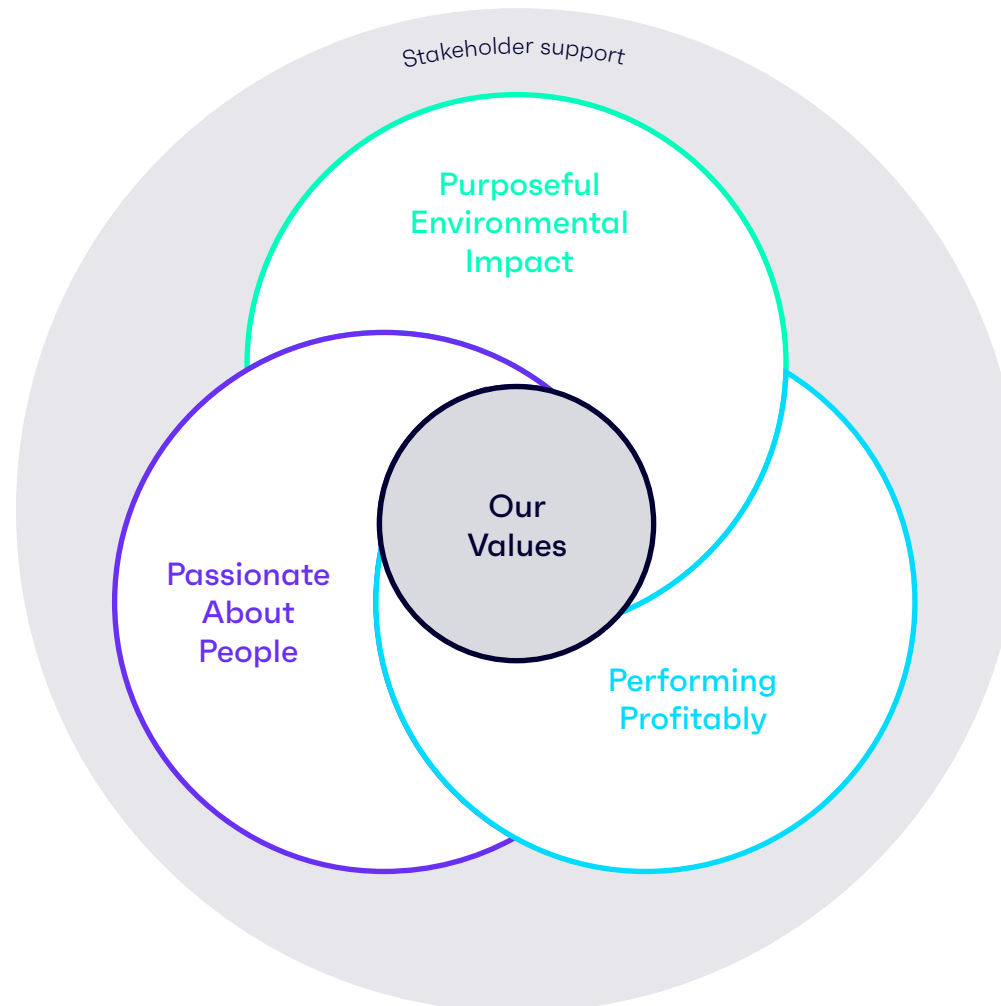 Stakeholder support
Purposeful
Environmental
Impact
Our
Values
Passionate
About
People
Performing
Profitably